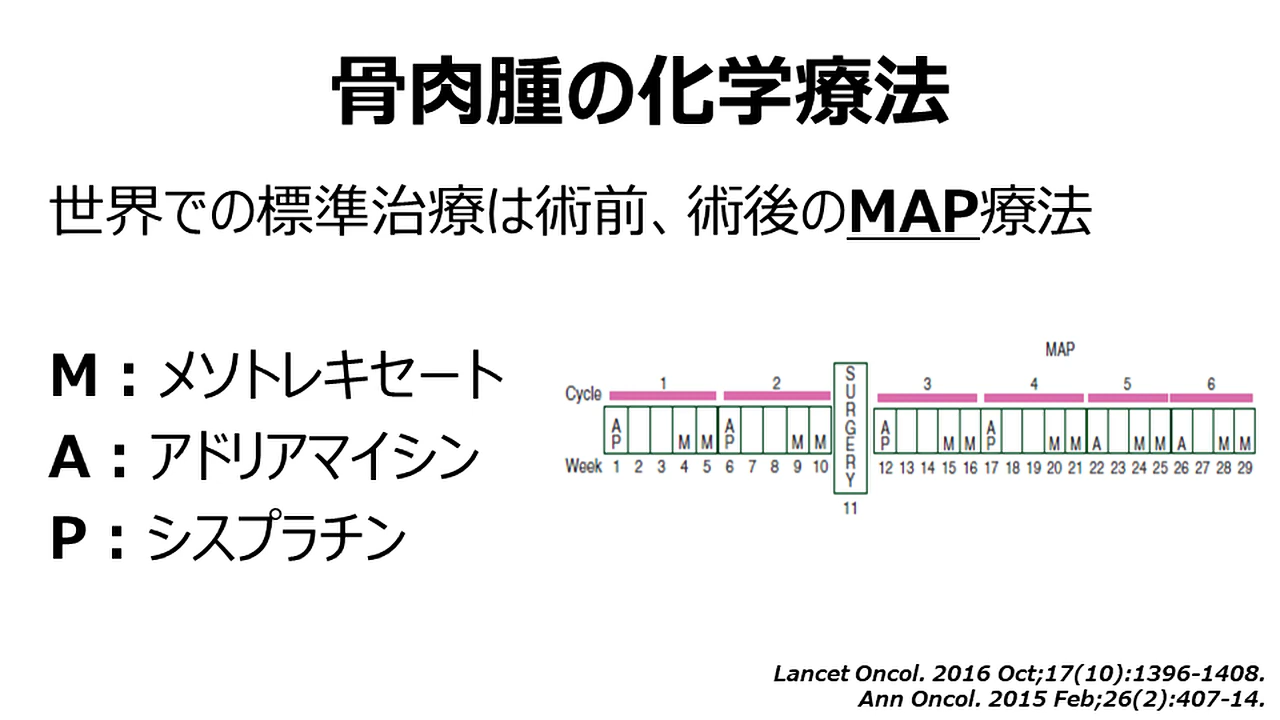 骨肉腫の化学療法
世界での標準治療は術前、術後のMAP療法
M：メソトレキセート
A：アドリアマイシン
P：シスプラチン
MAP
Cycle 1 2 3 4 5 6
A A A A
P M M P M M P M M P M M A M M A M M
SURGERY
Week 1 2 3 4 5 6 7 8 9 10 12 13 14 15 16 17 18 19 20 21 22 23 24 25 26 27 28 29
11
Lancet Oncol. 2016 Oct;17(10):1396-1408.
Ann Oncol. 2015 Feb;26(2):407-14.